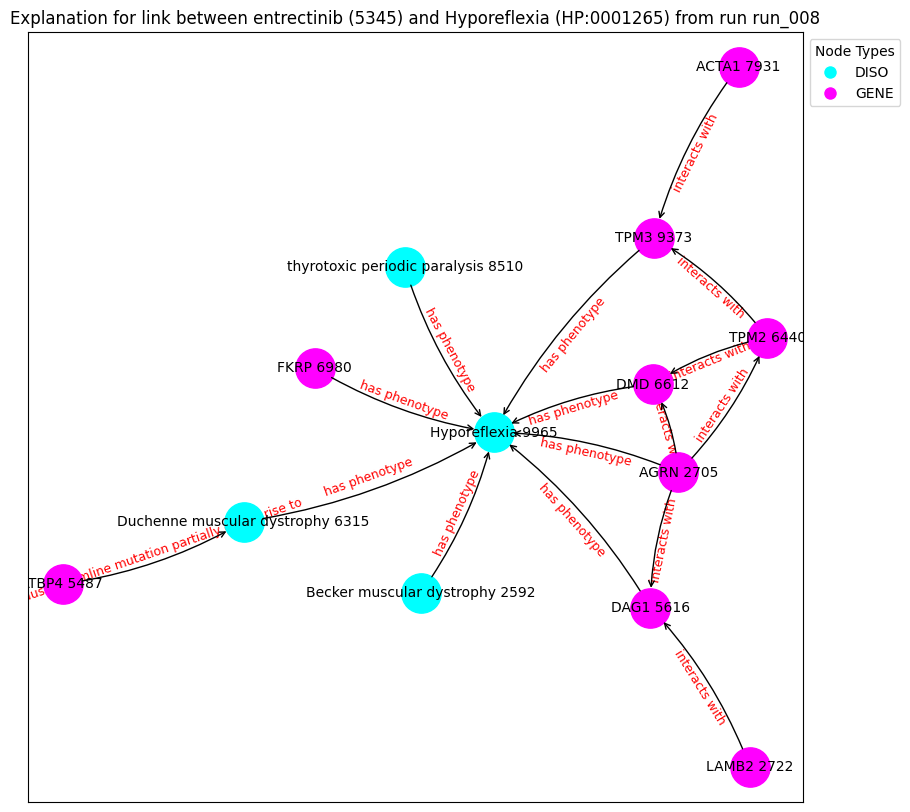 Explanation for link between entrectinib (5345) and Hyporeflexia (HP:0001265) from run run_008
Node Types
DISO
GENE
ACTA1 7931
interacts with
TPM3 9373
interacts with
thyrotoxic periodic paralysis 8510
has phenotype
has phenotype
TPM2 6440
interacts with
FKRP 6980
has phenotype
DMD 6612
has phenotype
interacts with
Hyporeflexia 9965
has phenotype
AGRN 2705
has phenotype
has phenotype
has phenotype
interacts with
Duchenne muscular dystrophy 6315
mutation partially
rise to
TBP4 5487
Becker muscular dystrophy 2592
DAG1 5616
interacts with
LAMB2 2722